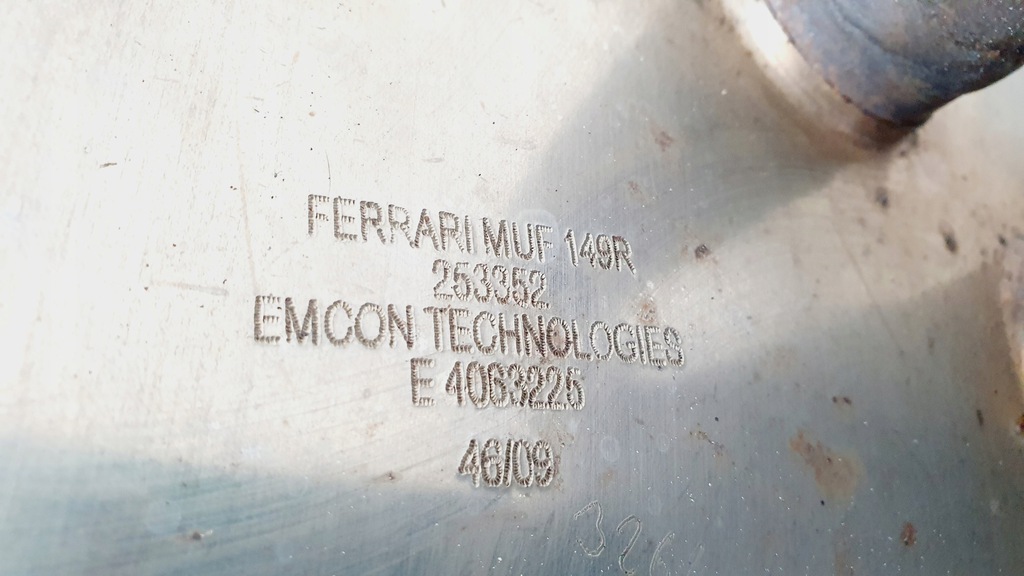 FERRARI MUF 149R
253352
EMCON TECHNOLOGIES
E 4063225
46/09
326